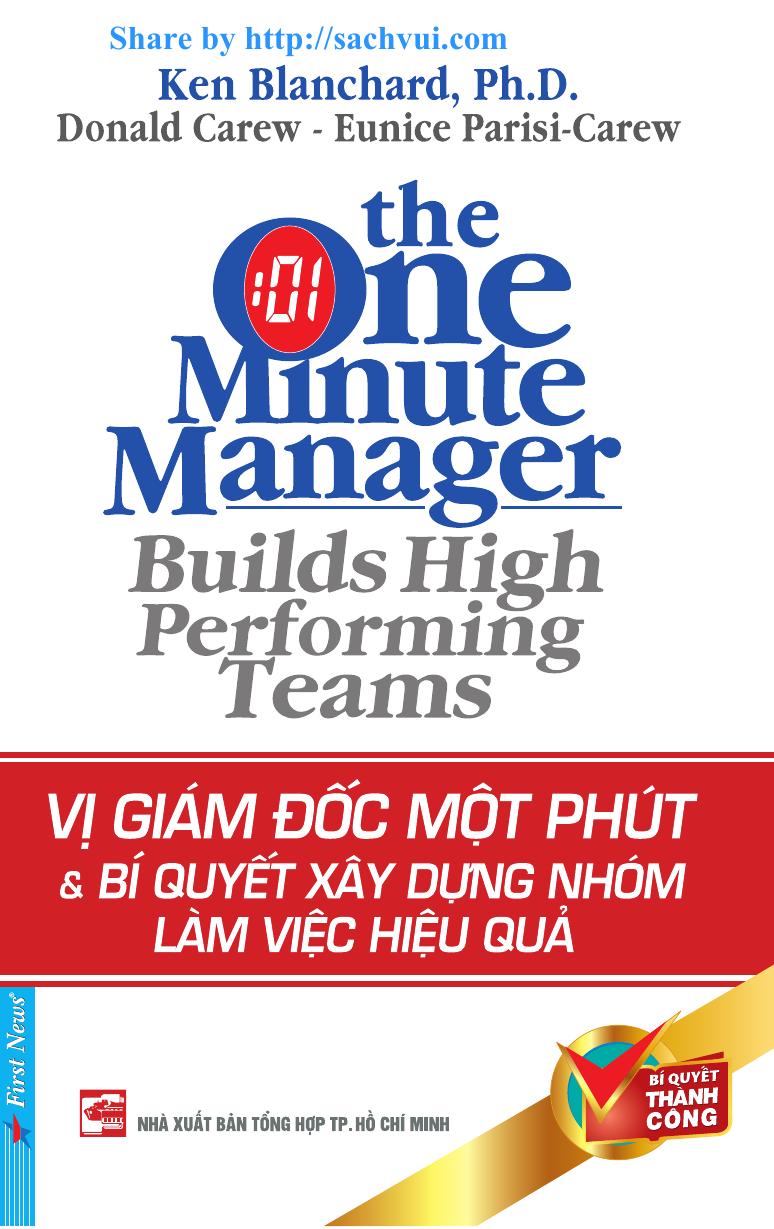 Share by http://sachvui.com
Ken Blanchard, Ph.D.
Donald Carew - Eunice Parisi-Carew
the
One
:01
Minute
Manager
Builds High
Performing
Teams
VỊ GIÁM ĐỐC MỘT PHÚT
& BÍ QUYẾT XÂY DỰNG NHÓM
LÀM VIỆC HIỆU QUẢ
First News®
NHÀ XUẤT BẢN TỔNG HỢP TP. HỒ CHÍ MINH
BÍ QUYẾT
THÀNH
CÔNG